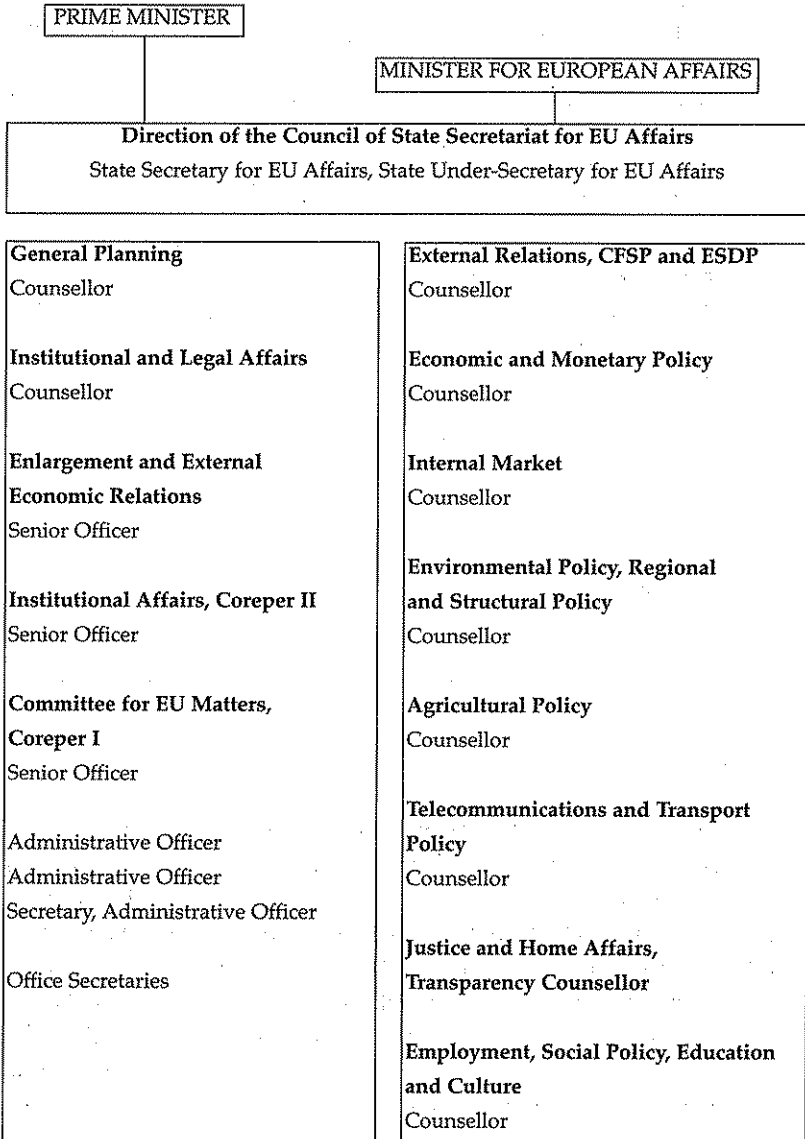 PRIME MINISTER
MINISTER FOR EUROPEAN AFFAIRS
Direction of the Council of State Secretariat for EU Affairs
State Secretary for EU Affairs, State Under-Secretary for EU Affairs
General Planning
Counsellor
Institutional and Legal Affairs
Counsellor
Enlargement and External
Economic Relations
Senior Officer
Institutional Affairs, Coreper II
Senior Officer
Committee for EU Matters,
Coreper I
Senior Officer
Administrative Officer
Administrative Officer
Secretary, Administrative Officer
Office Secretaries
External Relations, CFSP and ESDP
Counsellor
Economic and Monetary Policy
Counsellor
Internal Market
Counsellor
Environmental Policy, Regional
and Structural Policy
Counsellor
Agricultural Policy
Counsellor
Telecommunications and Transport
Policy
Counsellor
Justice and Home Affairs,
Transparency Counsellor
Employment, Social Policy, Education
and Culture
Counsellor